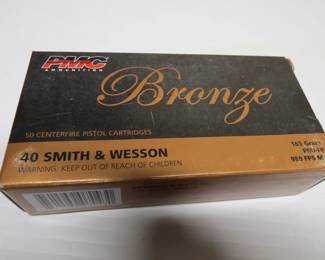 PMC
AMMUNITION
Bronze
50 CENTERFIRE PISTOL CARTRIDGES
40 SMITH & WESSON
WARNING: KEEP OUT OF REACH OF CHILDREN
165 Grain